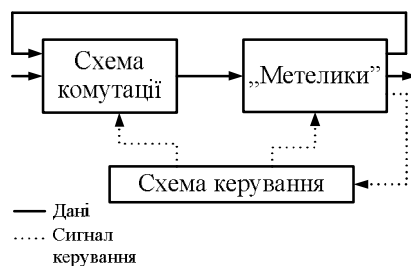 Схема
комутації
„Метелики”
Схема керування
Дані
Сигнал
керування